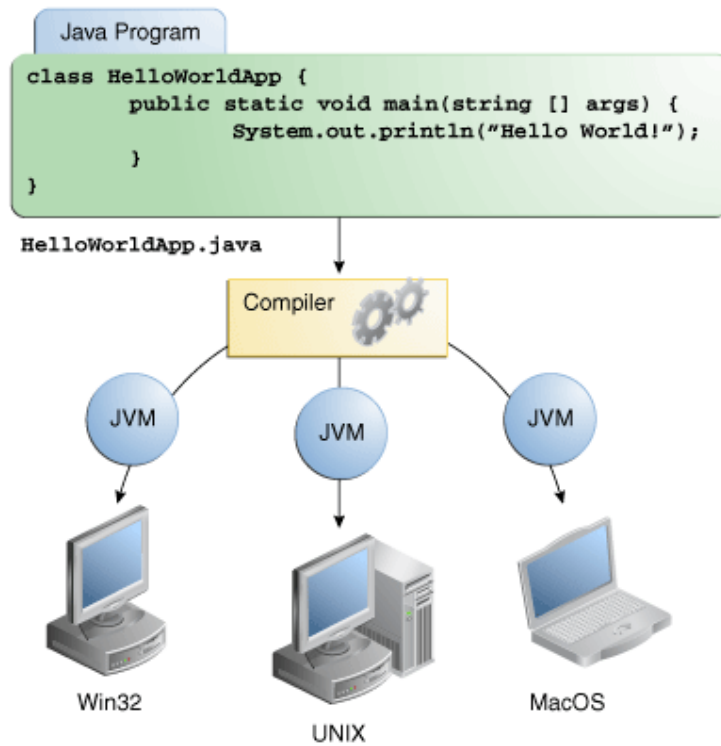 Java Program
class HelloWorldApp {
public static void main(string [] args) {
System.out.println(”Hello World!”);
}
}
HelloWorldApp.java
Compiler
JVM
JVM
JVM
Win32
UNIX
MacOS